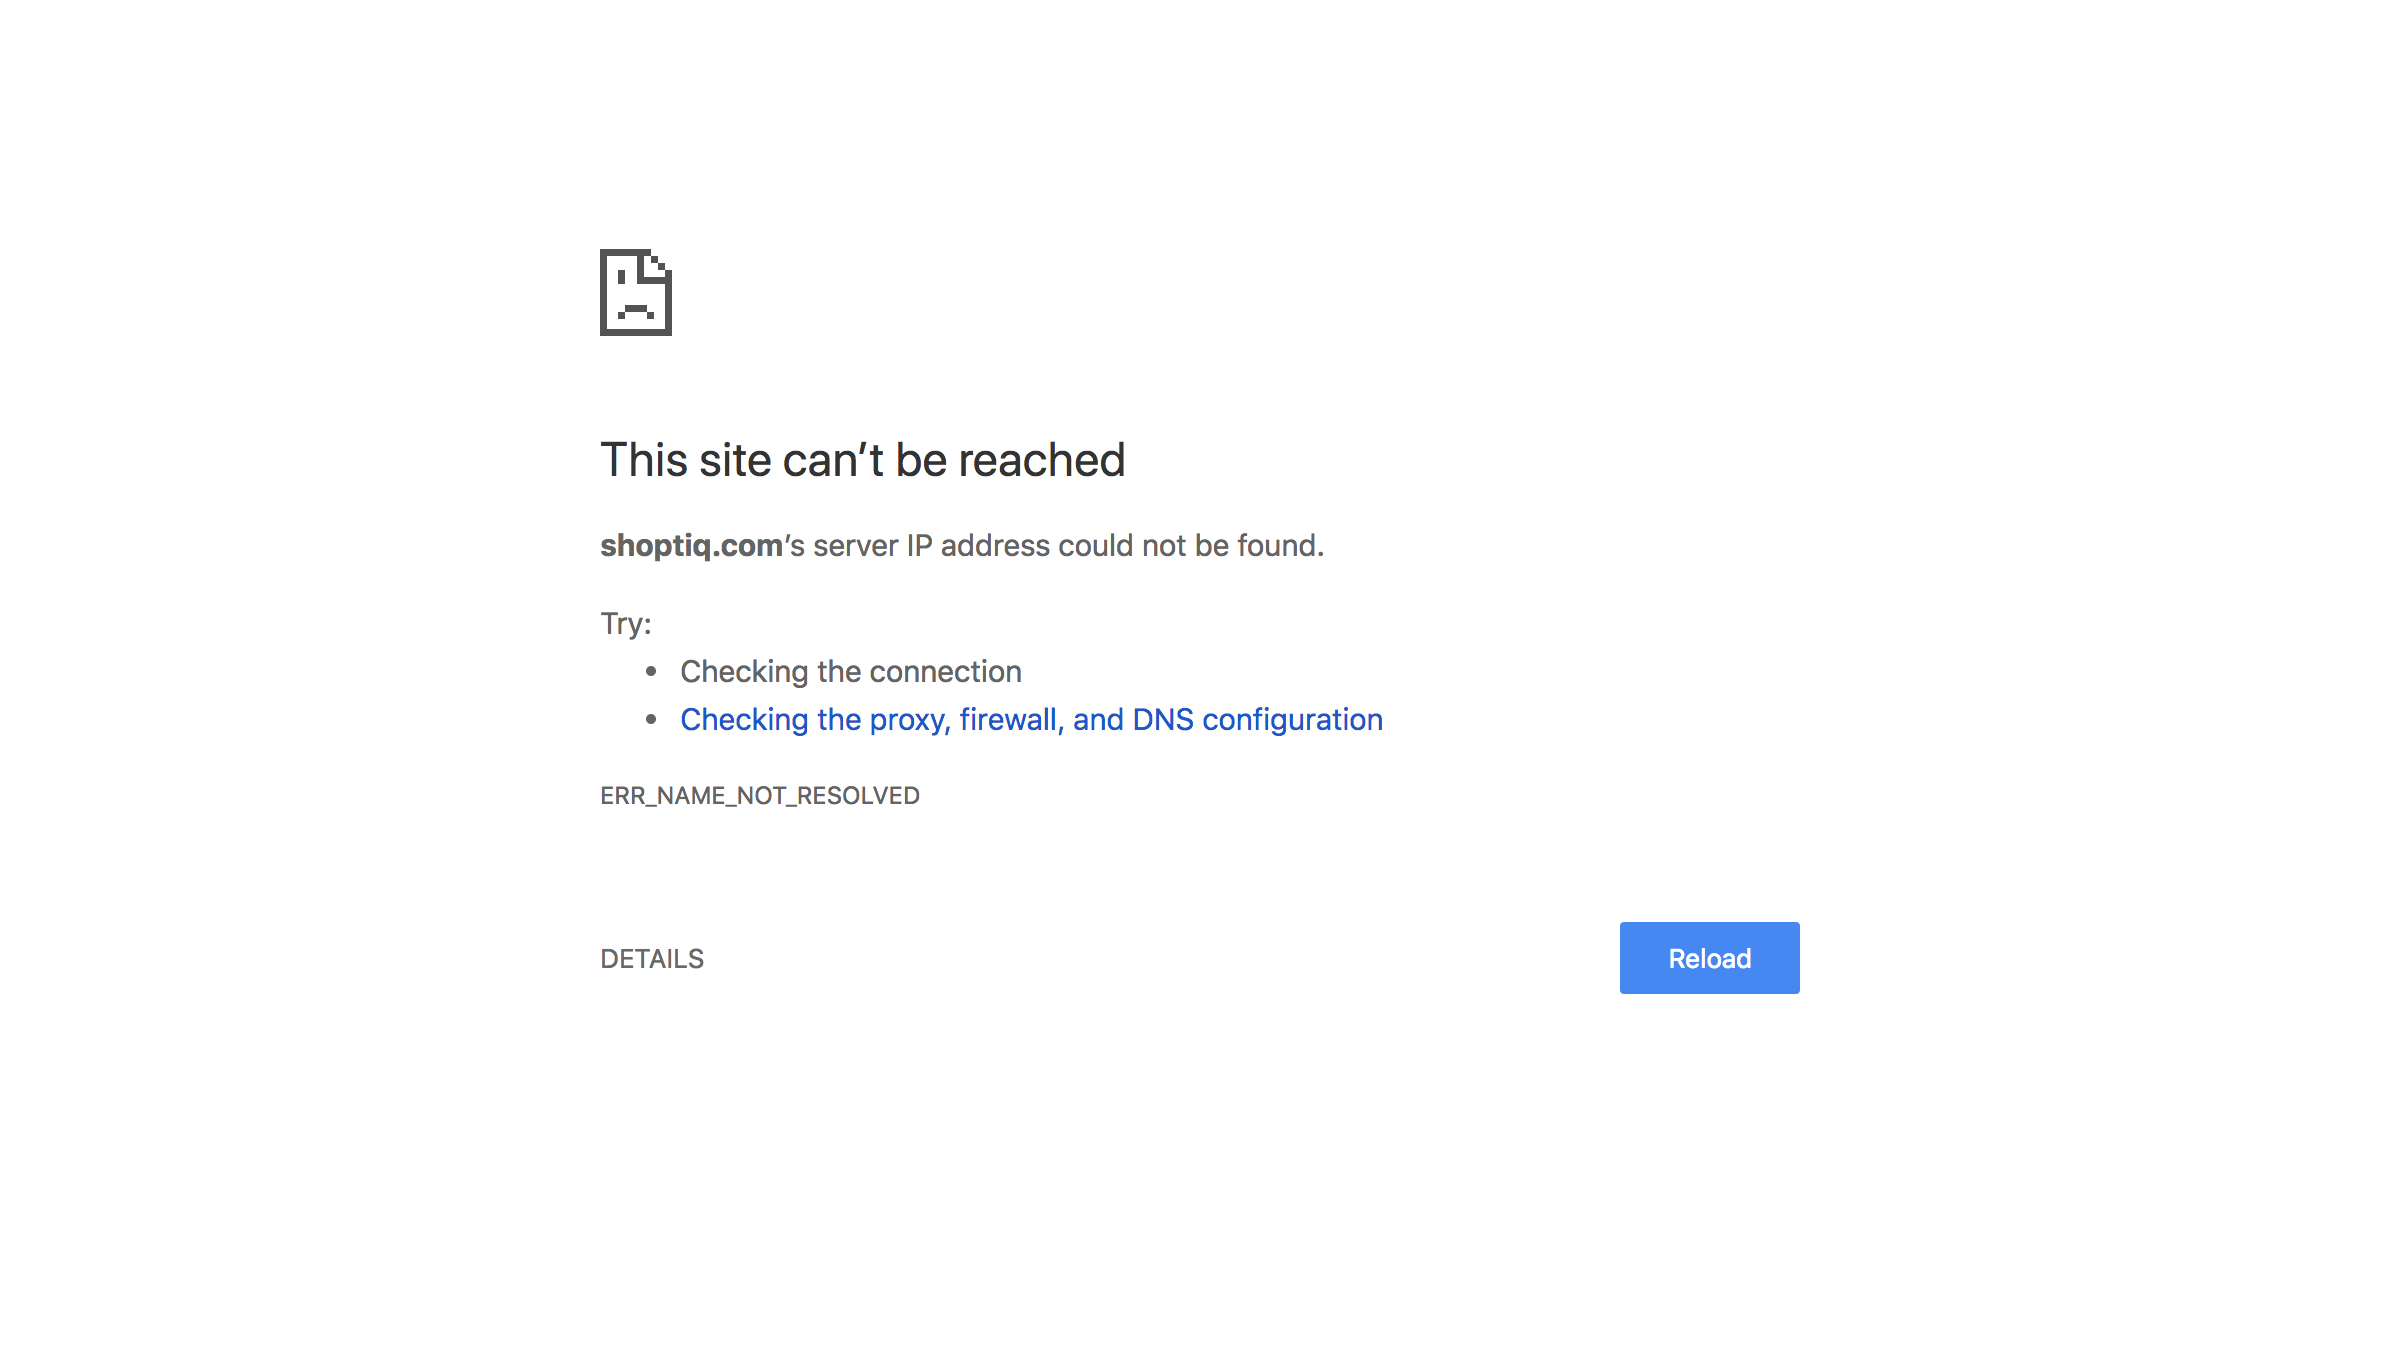 This site can’t be reached
shoptiq.com’s server IP address could not be found.
Try:
• Checking the connection
• Checking the proxy, firewall, and DNS configuration
ERR_NAME_NOT_RESOLVED
DETAILS
Reload